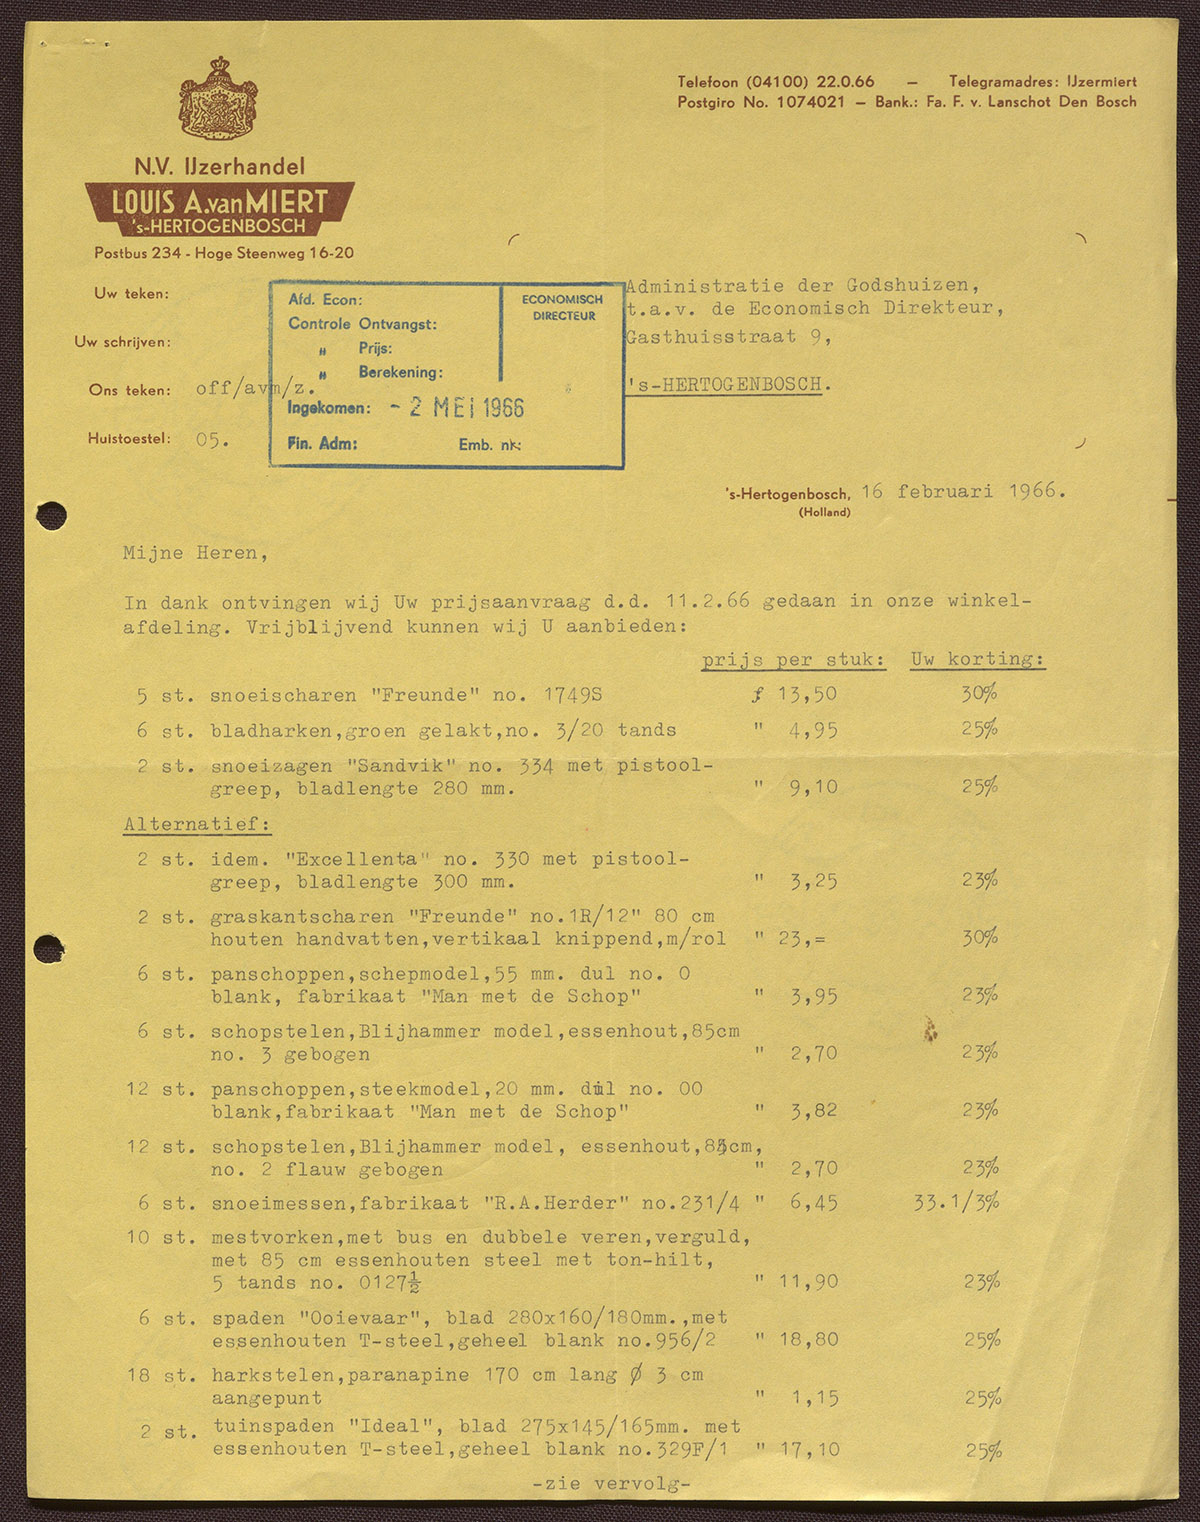 Telefoon (04100) 22.0.66 — Telegramadres: IJzermiert
Postgiro No. 1074021 — Bank.: Fa. F. v. Lanschot Den Bosch
N.V. IJzerhandel
LOUIS A. van MIERT
's-HERTOGENBOSCH
Postbus 234 - Hoge Steenweg 16-20
Uw teken:
Uw schrijven:
Ons teken: off/avm/z.
Huistoestel: 05.
Afd. Econ:
Controle Ontvangst:
" Prijs:
" Berekening:
Ingekomen: - 2 MEI 1966
Fin. Adm: Emb. nk:
ECONOMISCH
DIRECTEUR
Administratie der Godshuizen,
t.a.v. de Economisch Direkteur,
Gasthuisstraat 9,
's-HERTOGENBOSCH.
's-Hertogenbosch, 16 februari 1966.
(Holland)
Mijne Heren,
In dank ontvingen wij Uw prijsaanvraag d.d. 11.2.66 gedaan in onze winkel-
afdeling. Vrijblijvend kunnen wij U aanbieden:
prijs per stuk: Uw korting:
5 st. snoeischaren "Freunde" no. 1749S ƒ 13,50 30%
6 st. bladharken,groen gelakt,no. 3/20 tands " 4,95 25%
2 st. snoeizagen "Sandvik" no. 334 met pistool-
greep, bladlengte 280 mm. " 9,10 25%
Alternatief:
2 st. idem. "Excellenta" no. 330 met pistool-
greep, bladlengte 300 mm. " 3,25 23%
2 st. graskantscharen "Freunde" no.1R/12" 80 cm
houten handvatten,vertikaal knippend,m/rol " 23,= 30%
6 st. panschoppen,schepmodel,55 mm. dul no. 0
blank, fabrikaat "Man met de Schop" " 3,95 23%
6 st. schopstelen,Blijhammer model,essenhout,85cm
no. 3 gebogen " 2,70 23%
12 st. panschoppen,steekmodel,20 mm. dul no. 00
blank,fabrikaat "Man met de Schop" " 3,82 23%
12 st. schopstelen,Blijhammer model, essenhout,85cm,
no. 2 flauw gebogen " 2,70 23%
6 st. snoeimessen,fabrikaat "R.A.Herder" no.231/4 " 6,45 33.1/3%
10 st. mestvorken,met bus en dubbele veren,verguld,
met 85 cm essenhouten steel met ton-hilt,
5 tands no. 0127½ " 11,90 23%
6 st. spaden "Ooievaar", blad 280x160/180mm.,met
essenhouten T-steel,geheel blank no.956/2 " 18,80 25%
18 st. harkstelen,paranapine 170 cm lang Ø 3 cm
aangepunt " 1,15 25%
2 st. tuinspaden "Ideal", blad 275x145/165mm. met
essenhouten T-steel,geheel blank no.329F/1 " 17,10 25%
-zie vervolg-